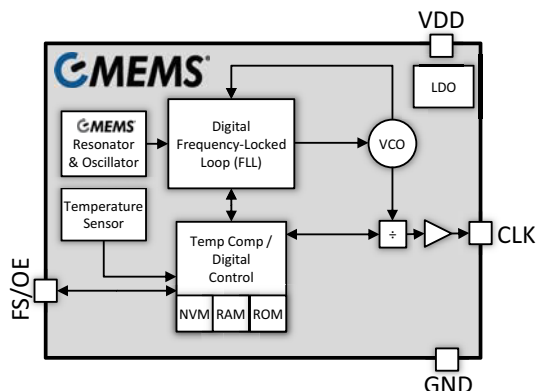 VDD
CMEMS®
LDO
CMEMS®
Resonator
& Oscillator
Digital
Frequency-Locked
Loop (FLL)
VCO
Temperature
Sensor
Temp Comp /
Digital
Control
÷
CLK
FS/OE
NVM RAM ROM
GND